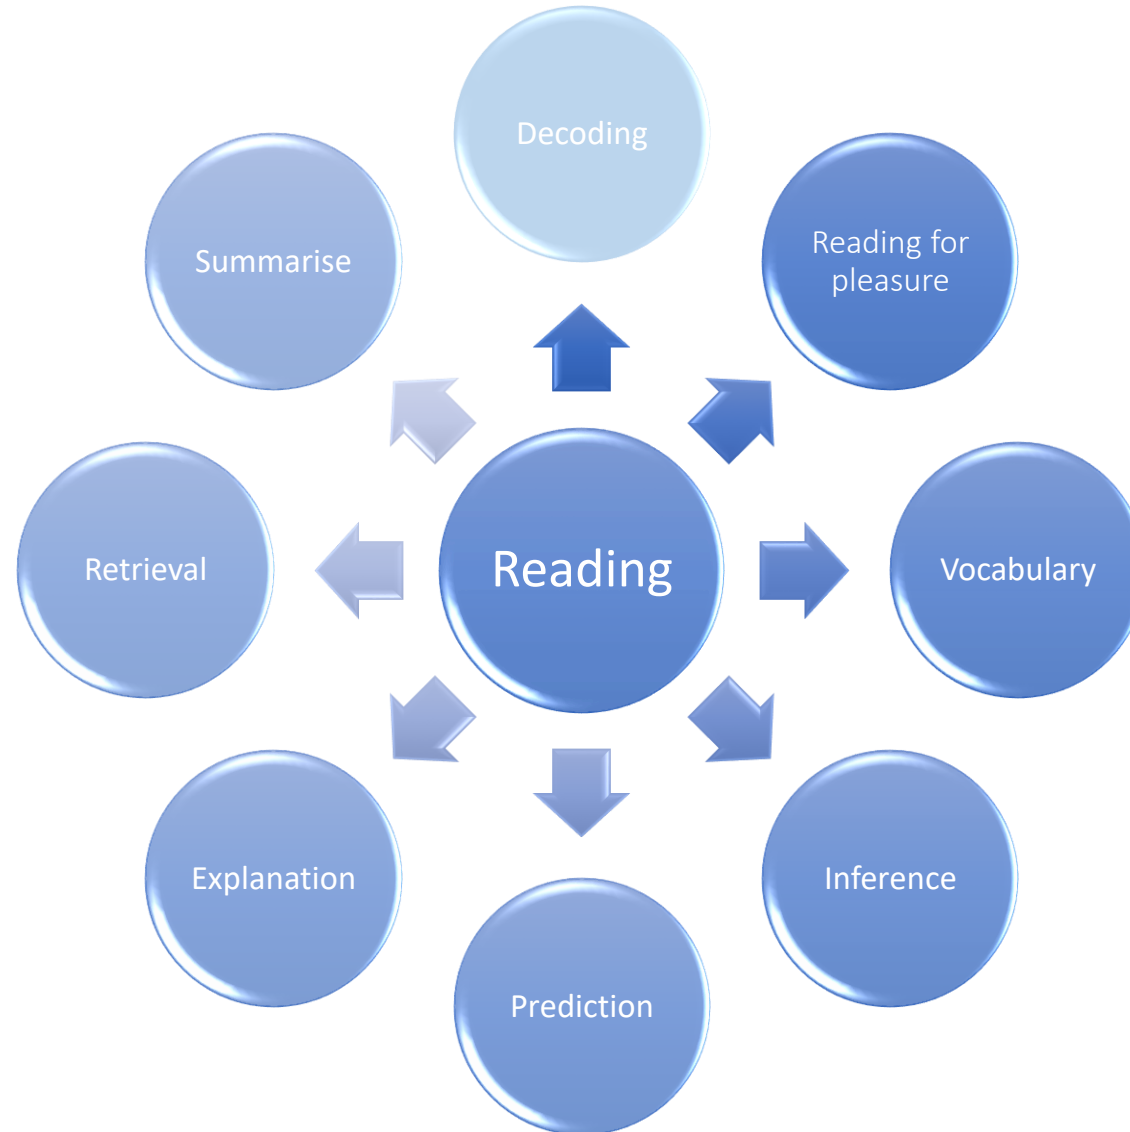 Decoding
Reading for
pleasure
Vocabulary
Inference
Prediction
Explanation
Retrieval
Summarise
Reading